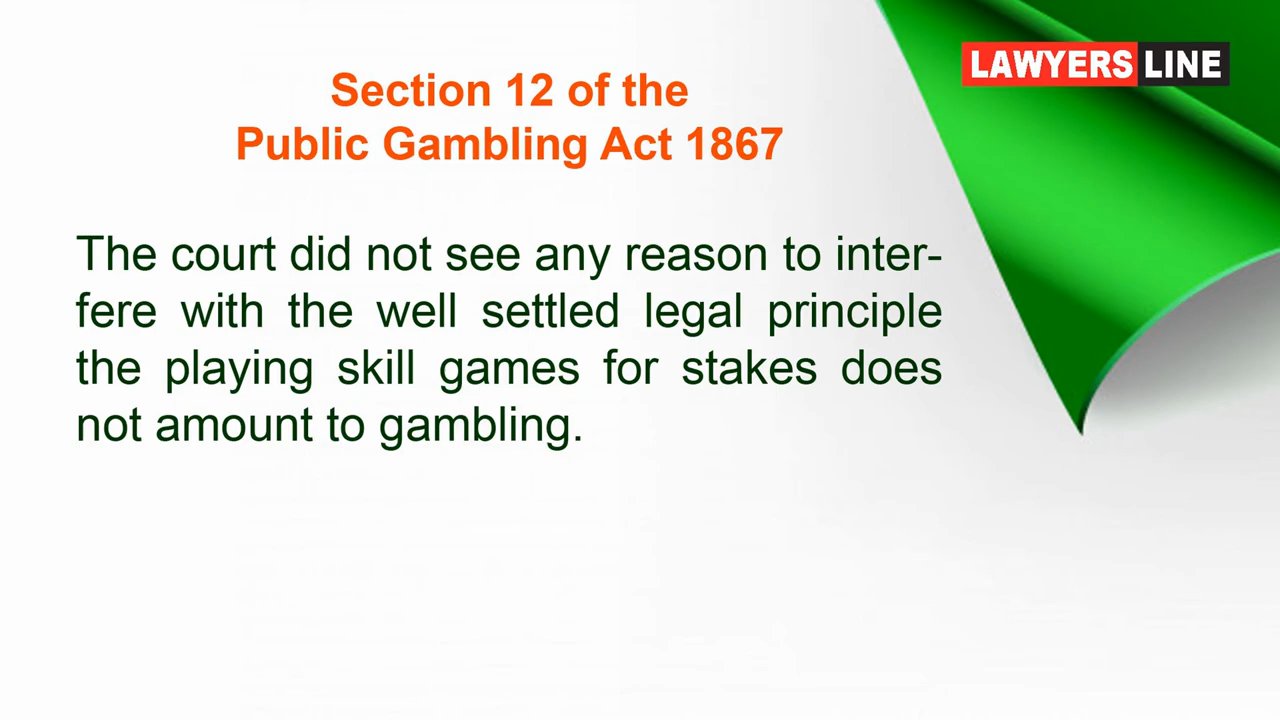 LAWYERS LINE
Section 12 of the
Public Gambling Act 1867
The court did not see any reason to inter-
fere with the well settled legal principle
the playing skill games for stakes does
not amount to gambling.